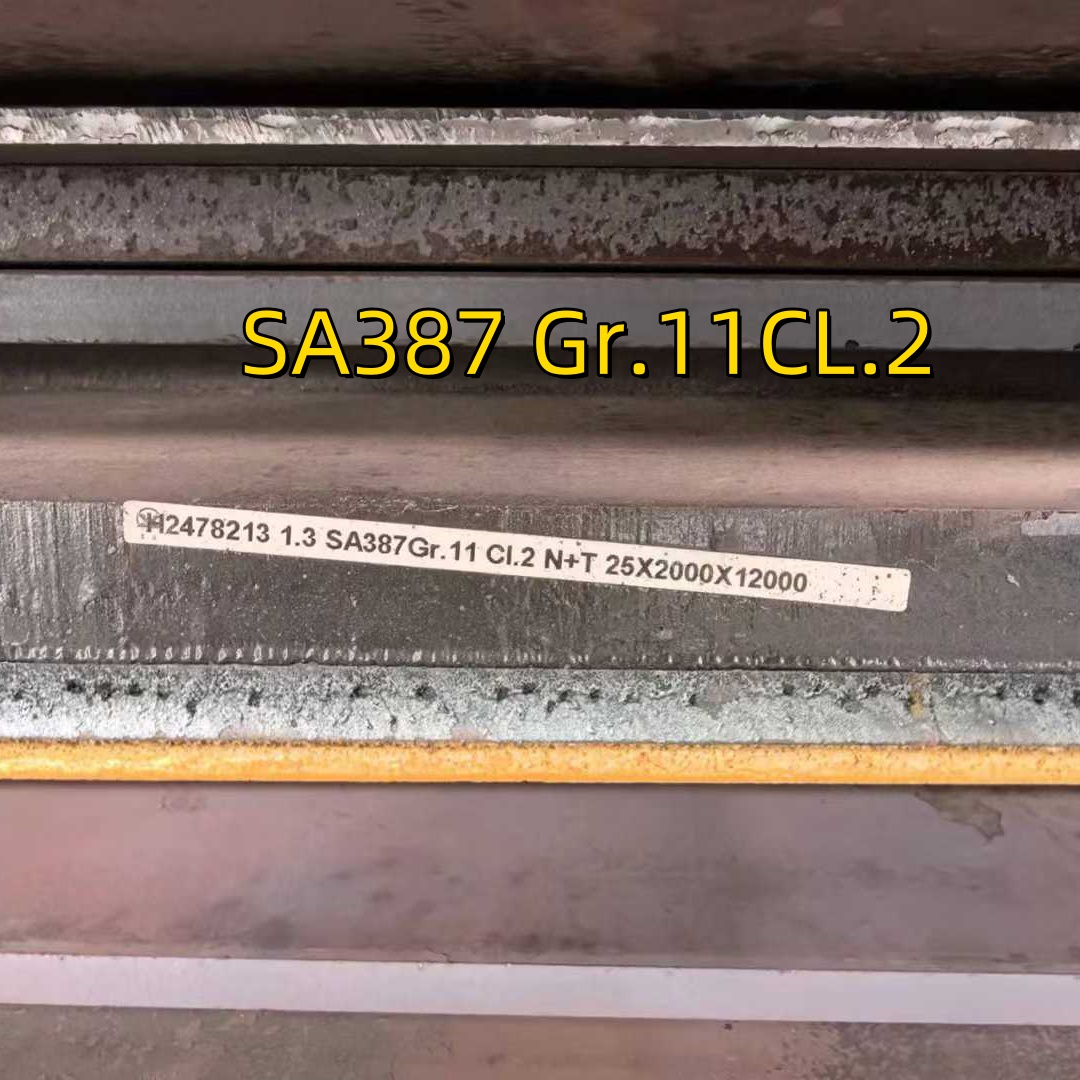 SA387 Gr.11CL.2
H2478213 1.3 SA387Gr.11 Cl.2 N+T 25X2000X12000